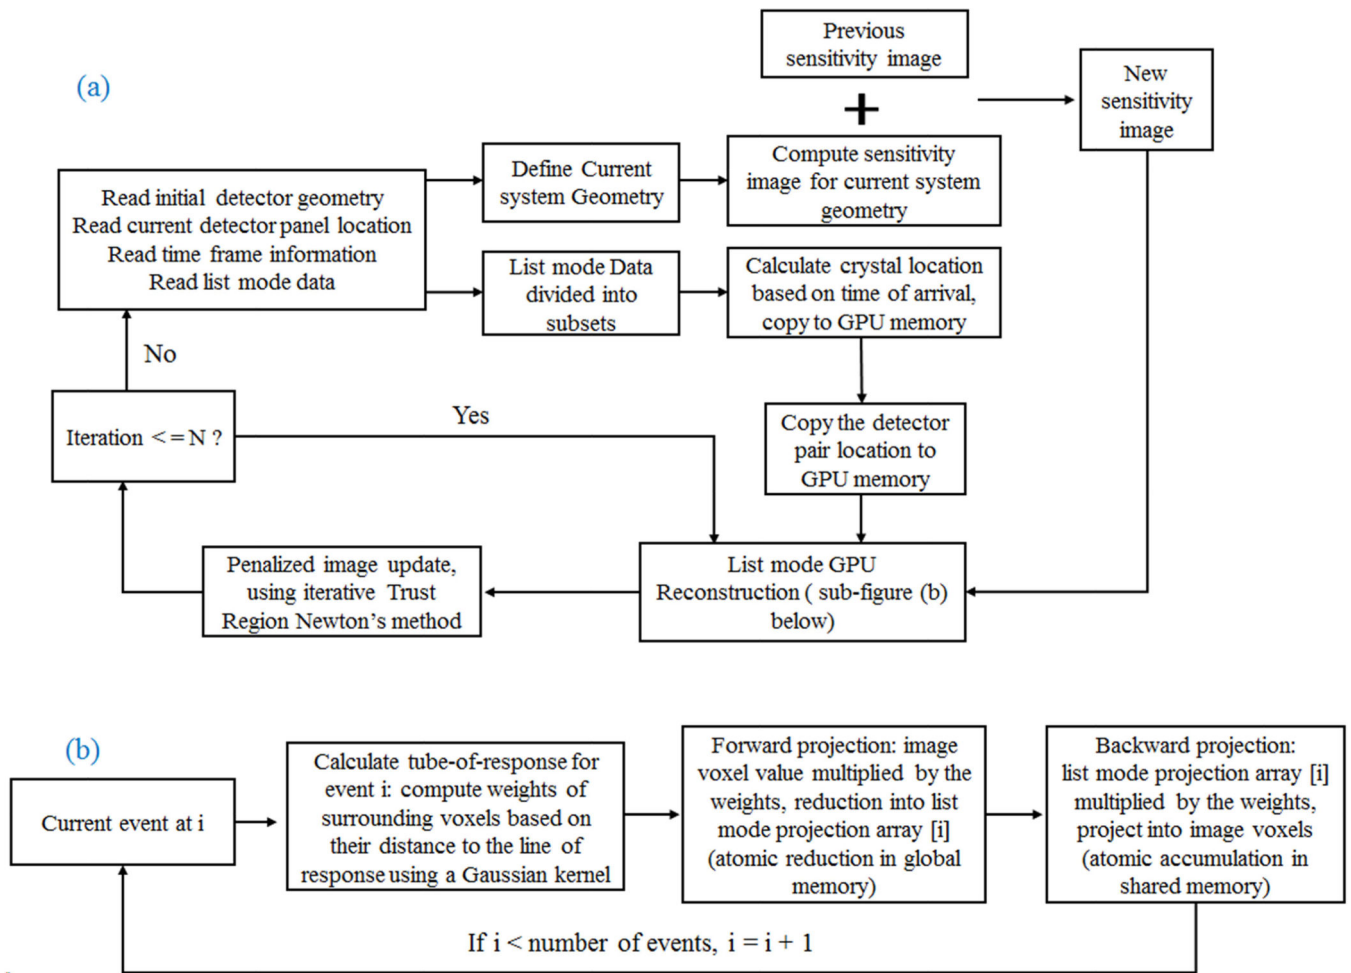 Previous
sensitivity image
(a)
+
New
sensitivity
image
Read initial detector geometry
Read current detector panel location
Read time frame information
Read list mode data
Define Current
system Geometry
Compute sensitivity
image for current system
geometry
List mode Data
divided into
subsets
Calculate crystal location
based on time of arrival,
copy to GPU memory
No
Iteration <=N ?
Yes
Copy the detector
pair location to
GPU memory
Penalized image update,
using iterative Trust
Region Newton's method
List mode GPU
Reconstruction ( sub-figure (b)
below)
(b)
Current event at i
Calculate tube-of-response for
event i: compute weights of
surrounding voxels based on
their distance to the line of
response using a Gaussian kernel
Forward projection: image
voxel value multiplied by the
weights, reduction into list
mode projection array [i]
(atomic reduction in global
memory)
Backward projection:
list mode projection array [i]
multiplied by the weights,
project into image voxels
(atomic accumulation in
shared memory)
If i < number of events, i = i + 1